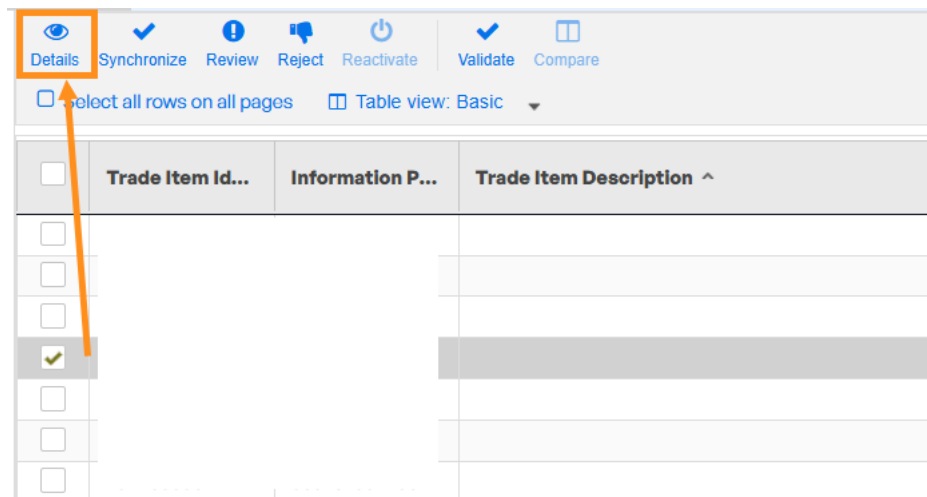 Details Synchronize Review Reject Reactivate Validate Compare
Select all rows on all pages Table view: Basic
Trade Item Id... Information P... Trade Item Description